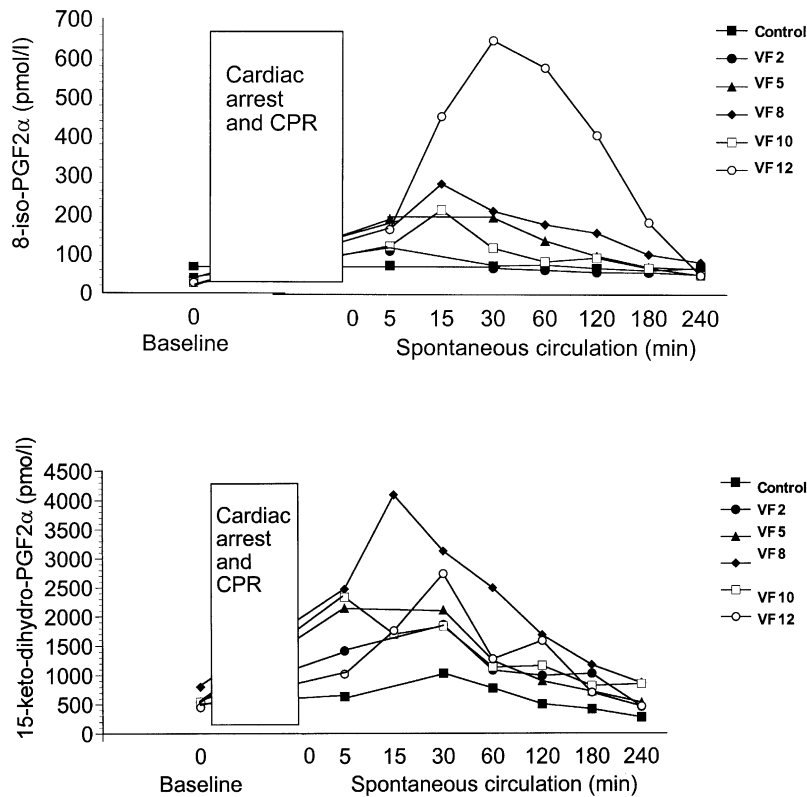 8-iso-PGF2α (pmol/l)
700
600
500
400
300
200
100
0
Cardiac
arrest
and CPR
0
Baseline
0 5 15 30 60 120 180 240
Spontaneous circulation (min)
Control
VF 2
VF 5
VF 8
VF 10
VF 12
15-keto-dihydro-PGF2α (pmo/l)
4500
4000
3500
3000
2500
2000
1500
1000
500
0
Cardiac
arrest
and
CPR
0
Baseline
0 5 15 30 60 120 180 240
Spontaneous circulation (min)
Control
VF 2
VF 5
VF 8
VF 10
VF 12